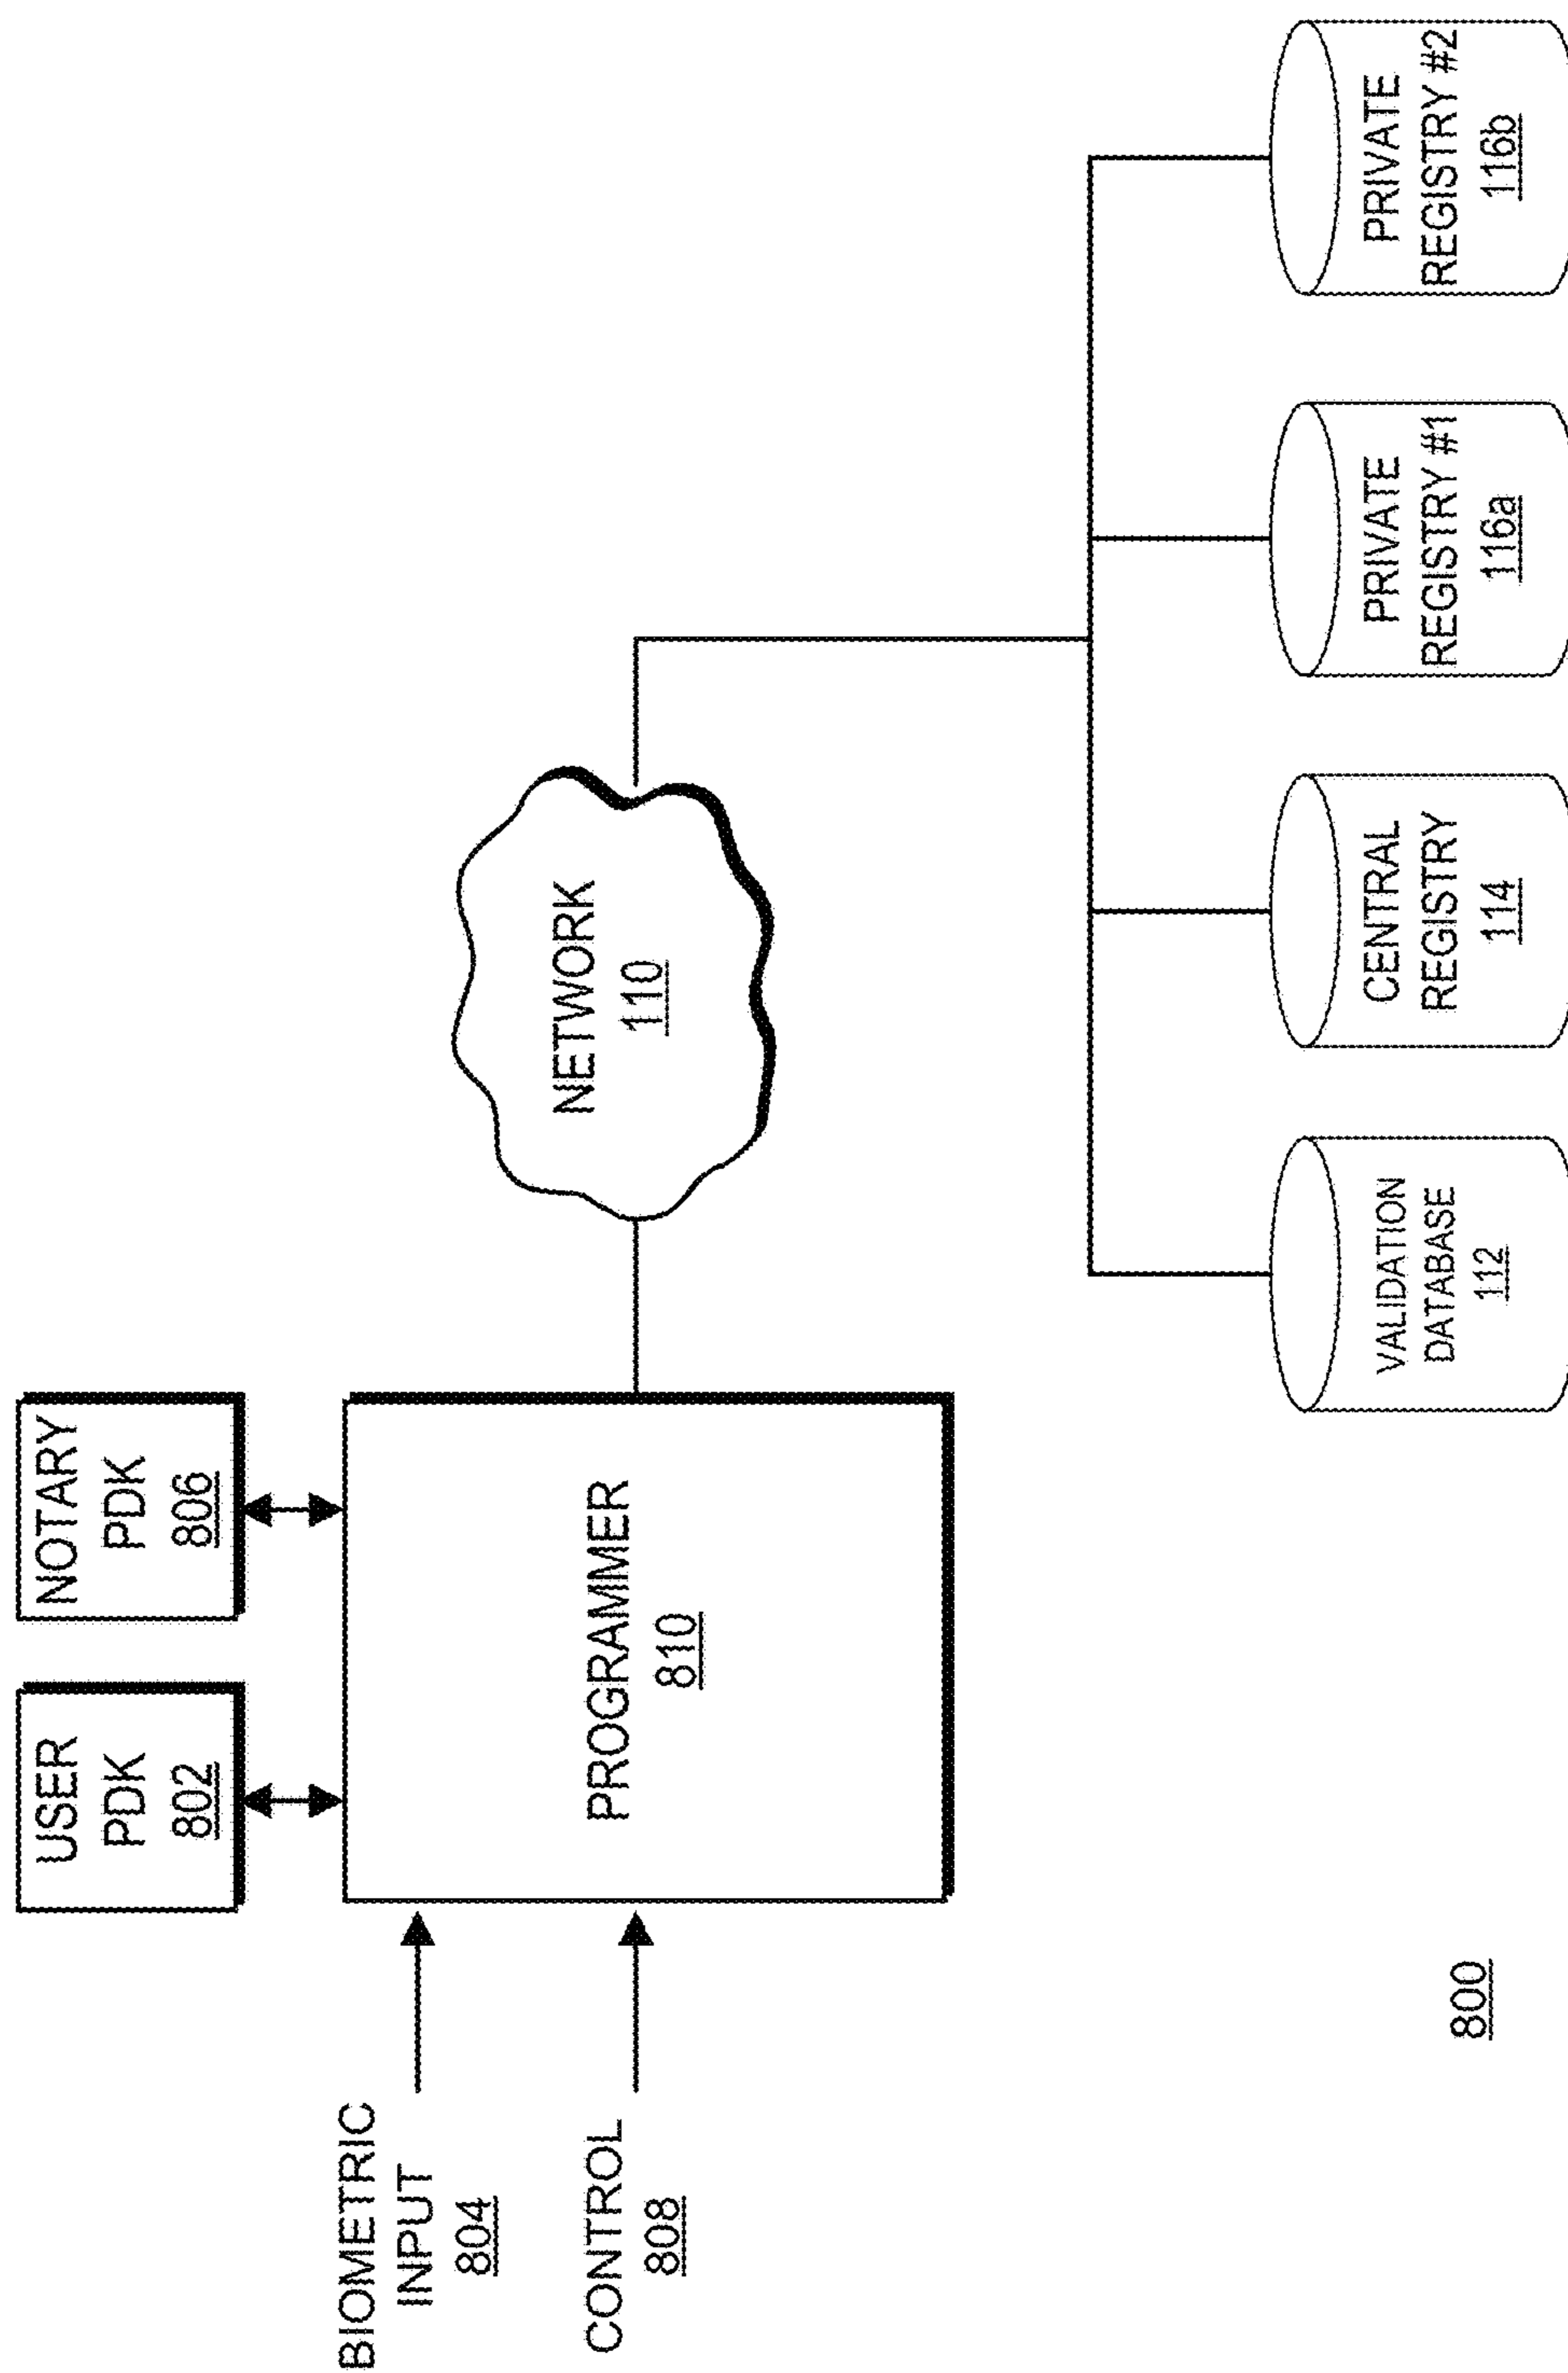 USER
PDK
802
NOTARY
PDK
806
BIOMETRIC
INPUT
804
CONTROL
808
PROGRAMMER
810
NETWORK
110
VALIDATION
DATABASE
112
CENTRAL
REGISTRY
114
PRIVATE
REGISTRY #1
116a
PRIVATE
REGISTRY #2
116b
800